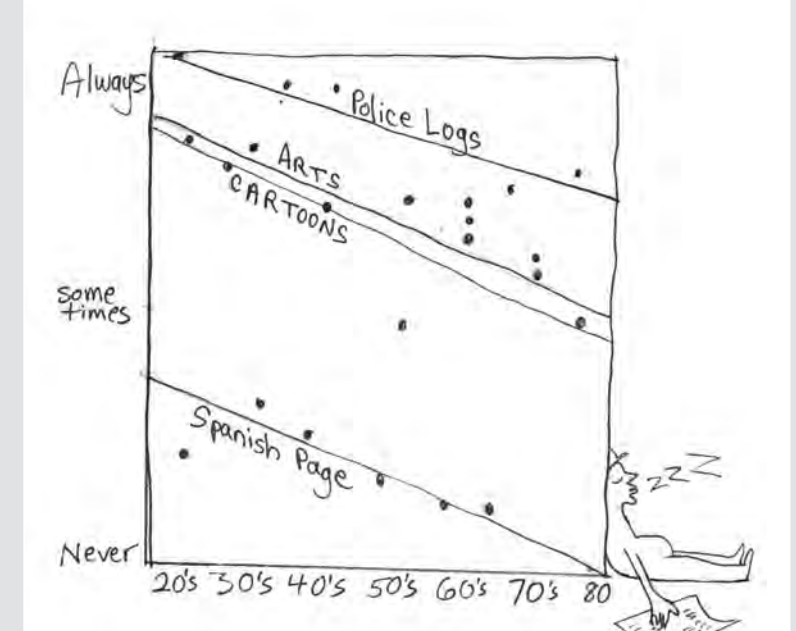 Always
Police Logs
ARTS
CARTOONS
some
times
Spanish Page
Never
20's 30's 40's 50's 60's 70's 80
zzZ